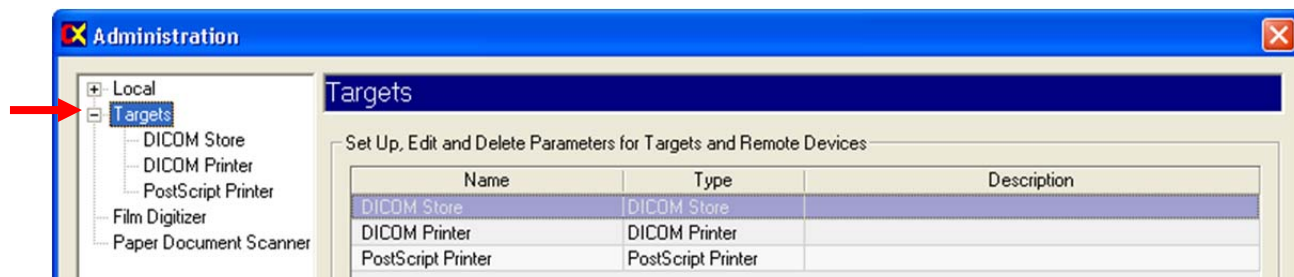 Administration
Local
Targets
DICOM Store
DICOM Printer
PostScript Printer
Film Digitizer
Paper Document Scanner
Targets
Set Up, Edit and Delete Parameters for Targets and Remote Devices
Name Type Description
DICOM Store DICOM Store
DICOM Printer DICOM Printer
PostScript Printer PostScript Printer